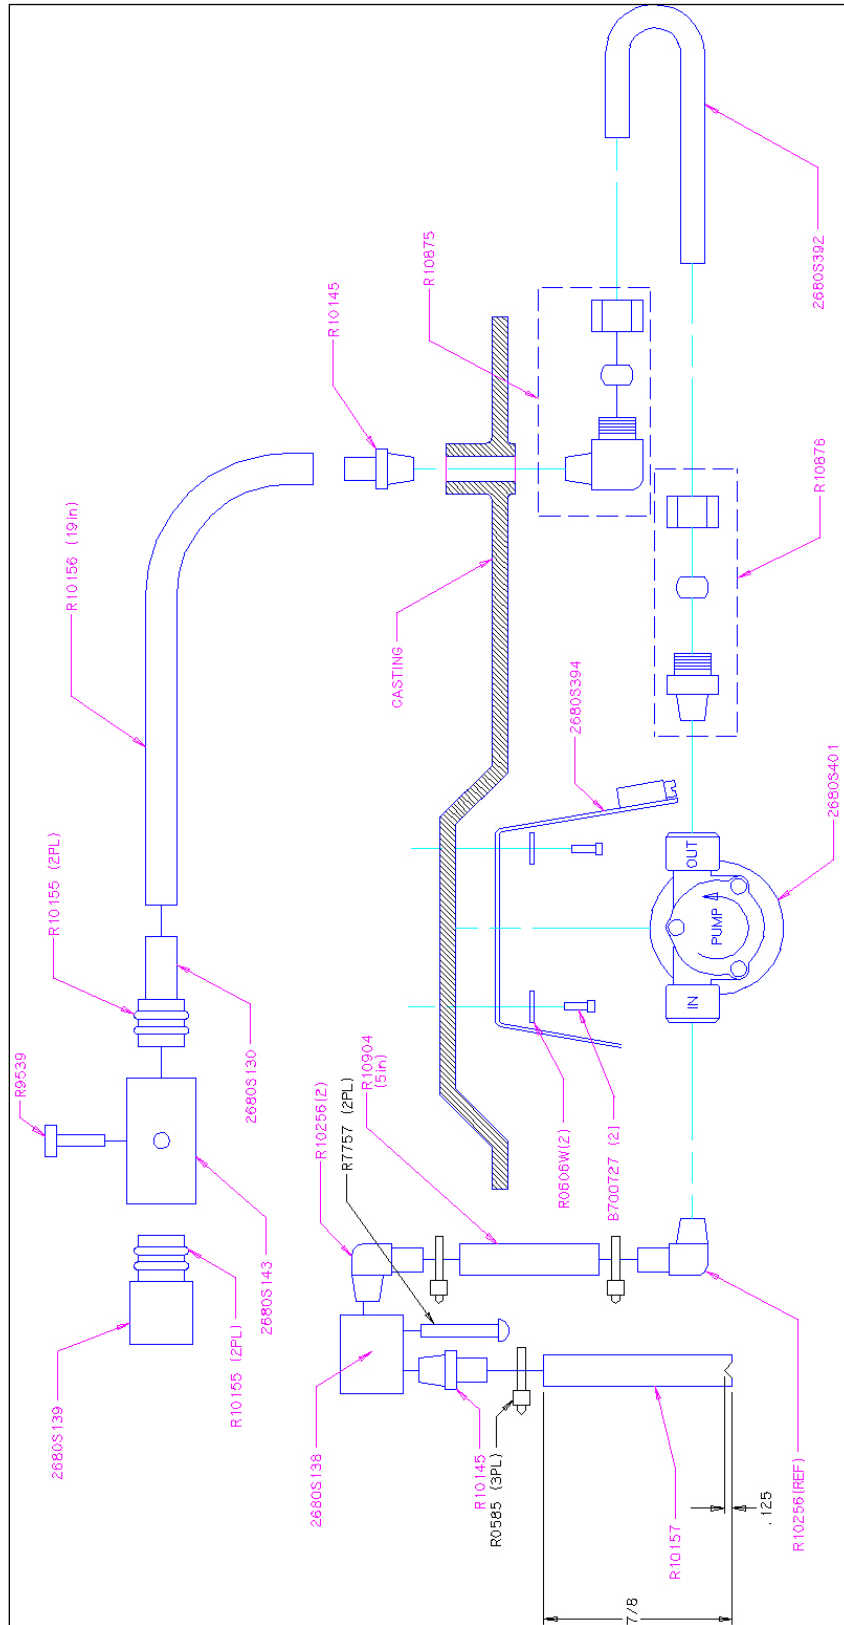 2680S392
R10875
R10145
R10876
R10156 (19in)
CASTING
2680S394
2680S401
R10155 (2PL)
OUT
PUMP
IN
R9539
2680S130
R10904
(5in)
R10256(2)
R7757 (2PL)
R0606W(2)
B700727 (2)
2680S143
R10155 (2PL)
2680S139
2680S138
R10145
R0585 (3PL)
R10157
.125
R10256(REF)
7/8